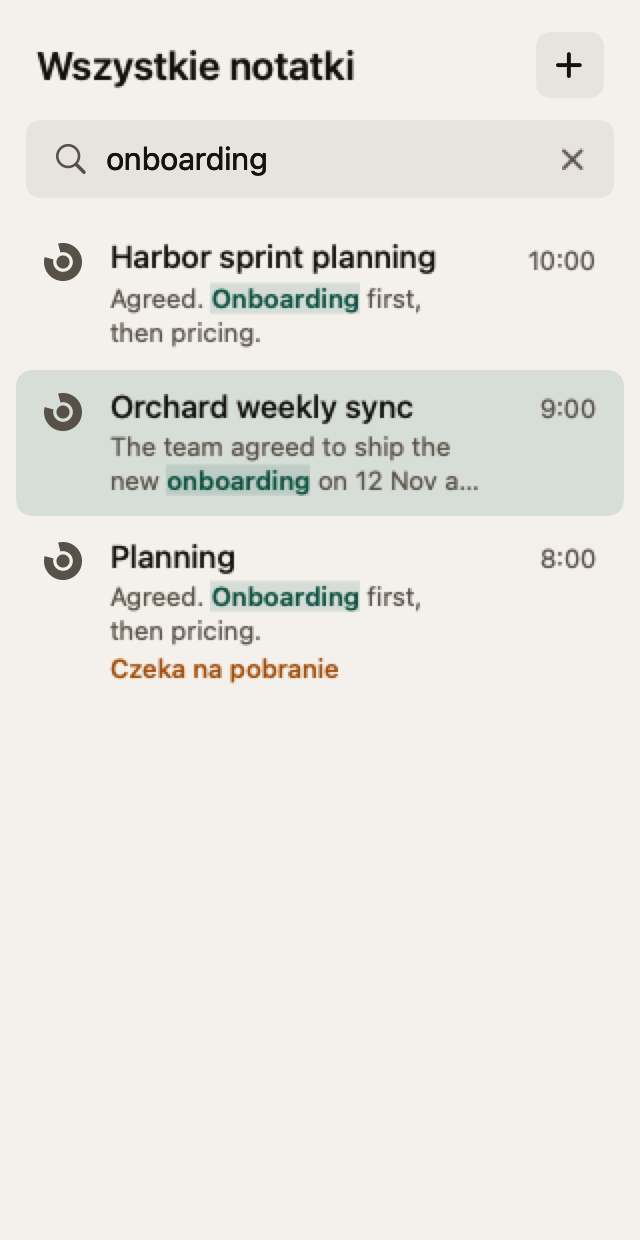 Wszystkie notatki
onboarding
Harbor sprint planning 10:00
Agreed. Onboarding first,
then pricing.
Orchard weekly sync 9:00
The team agreed to ship the
new onboarding on 12 Nov a...
Planning 8:00
Agreed. Onboarding first,
then pricing.
Czeka na pobranie